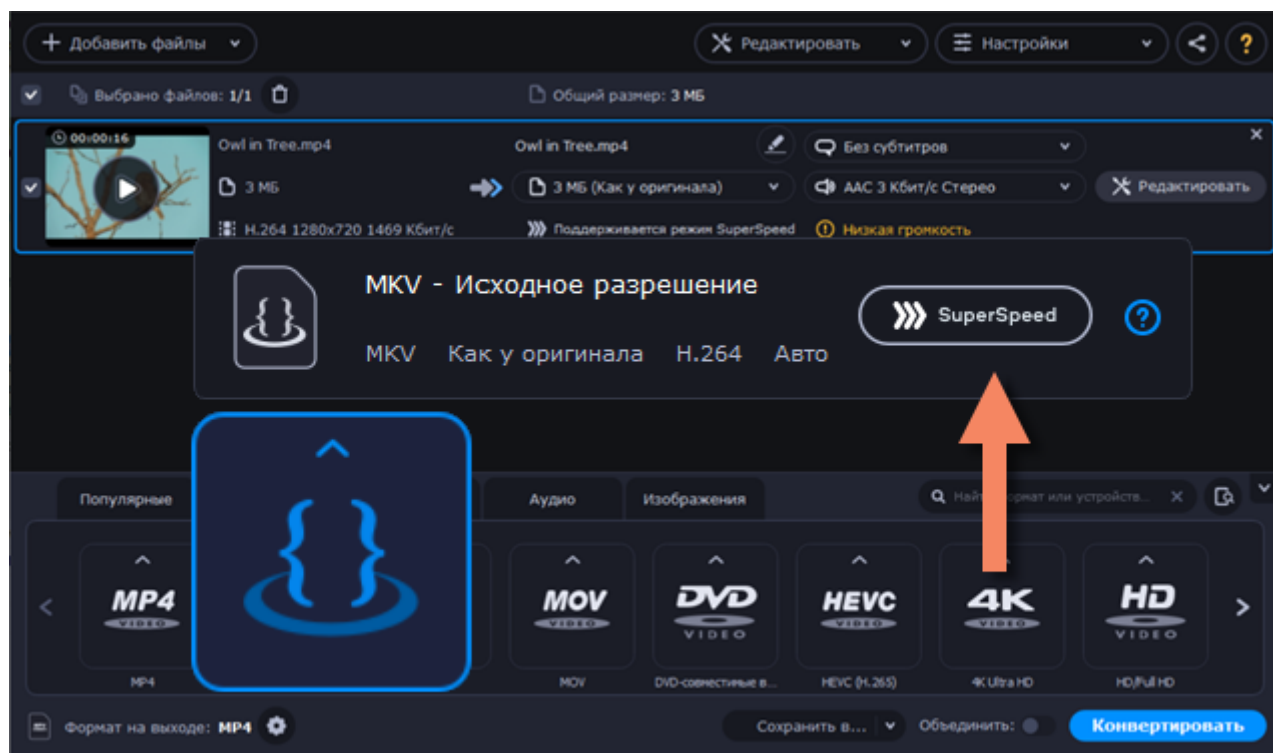 Добавить файлы
Редактировать
Настройки
?
Выбрано файлов: 1/1
Общий размер: 3 МБ
00:00:16
Owl in Tree.mp4
Owl in Tree.mp4
Без субтитров
3 МБ
3 МБ (Как у оригинала)
AAC 3 Кбит/с Стерео
Редактировать
H.264 1280x720 1469 Кбит/с
Поддерживается режим SuperSpeed
Низкая громкость
MKV - Исходное разрешение
SuperSpeed
?
MKV Как у оригинала H.264 Авто
Популярные
Аудио
Изображения
устройств...
MP4 VIDEO
MOV VIDEO
DVD VIDEO
HEVC VIDEO
4K VIDEO
HD VIDEO
MP4
MOV
DVD-совместимые в...
HEVC (H.265)
4K Ultra HD
HD/Full HD
Формат на выходе: MP4
Сохранить в...
Объединить:
Конвертировать